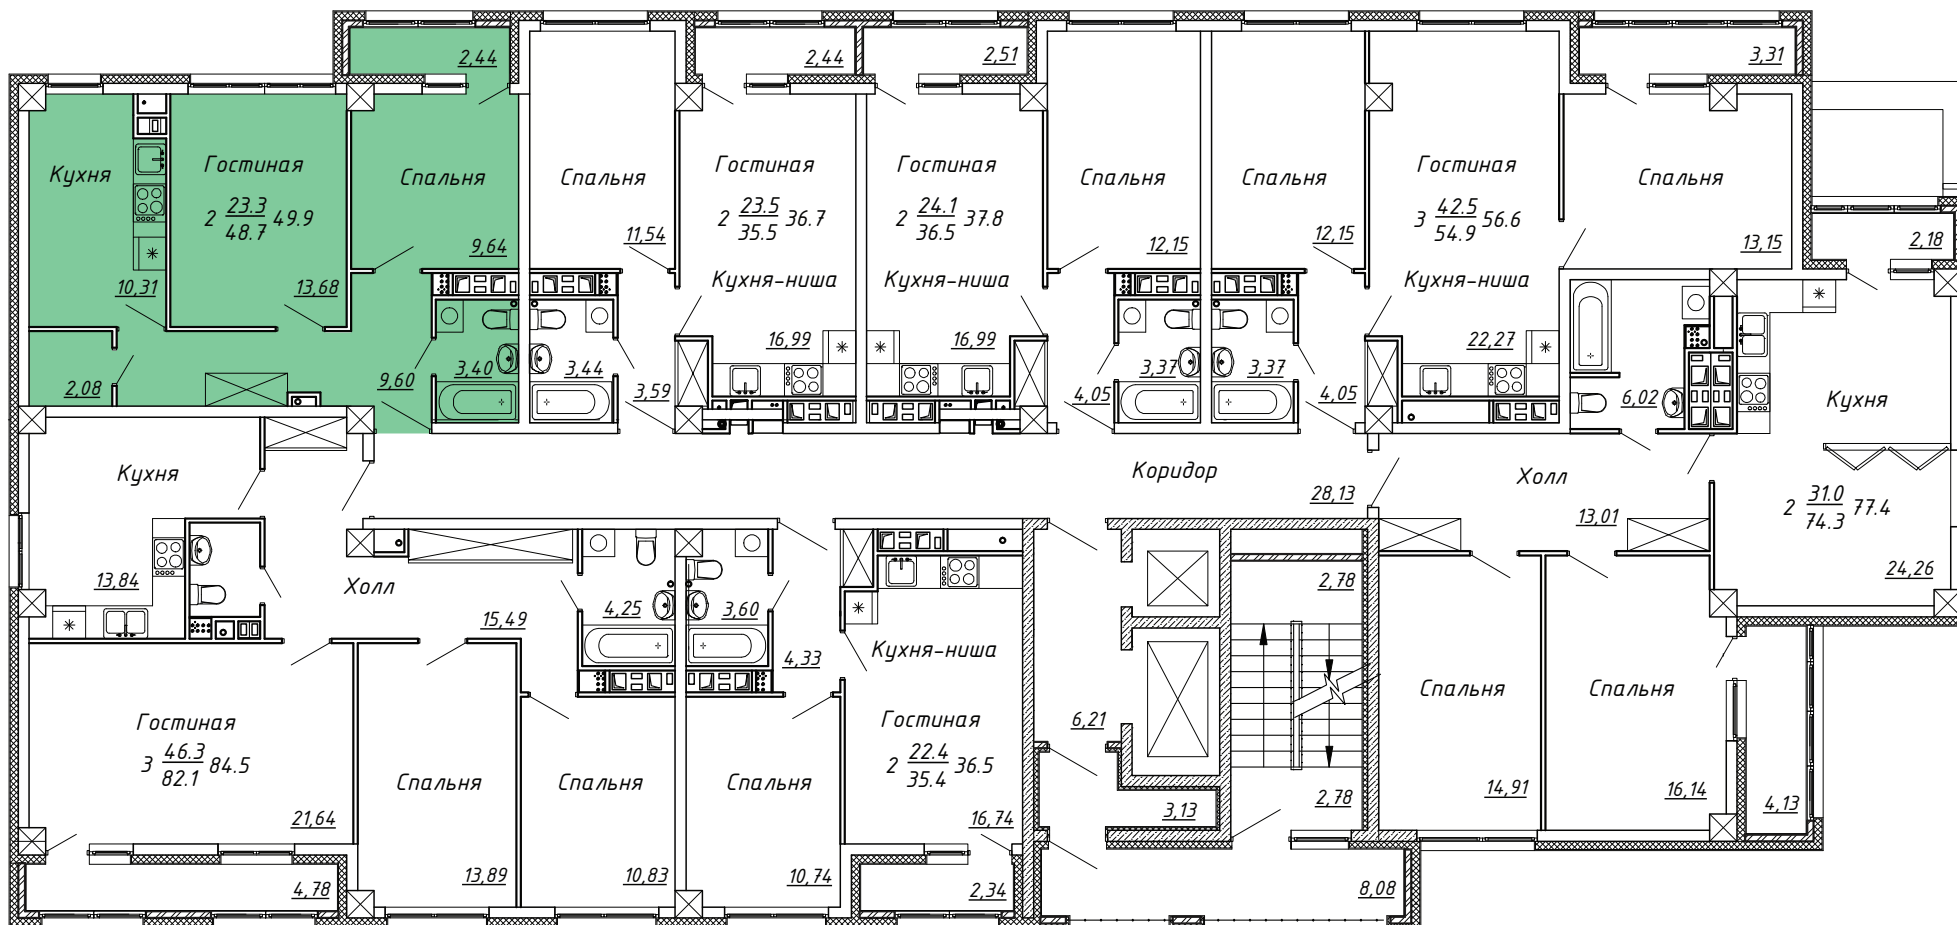 2,44
2,44
2,51
3,31
Кухня
Гостиная
2 23.3 49.9
48.7
Спальня
Спальня
Гостиная
2 23.5 36.7
35.5
Гостиная
2 24.1 37.8
36.5
Спальня
Спальня
Гостиная
3 42.5 56.6
54.9
Спальня
10,31
13,68
9,64
11,54
Кухня-ниша
Кухня-ниша
12,15
12,15
Кухня-ниша
13,15
2,18
2,08
9,60
3,40
3,44
3,59
16,99
16,99
4,05
3,37
3,37
4,05
22,27
6,02
Кухня
Кухня
Коридор
28,13
Холл
13,01
2 31.0 77.4
74.3
24,26
13,84
Холл
15,49
4,25
3,60
4,33
Кухня-ниша
2,78
Гостиная
3 46.3 84.5
82.1
21,64
Спальня
Спальня
Спальня
Гостиная
2 22.4 36.5
35.4
16,74
6,21
3,13
2,78
Спальня
14,91
Спальня
16,14
4,13
4,78
13,89
10,83
10,74
2,34
8,08